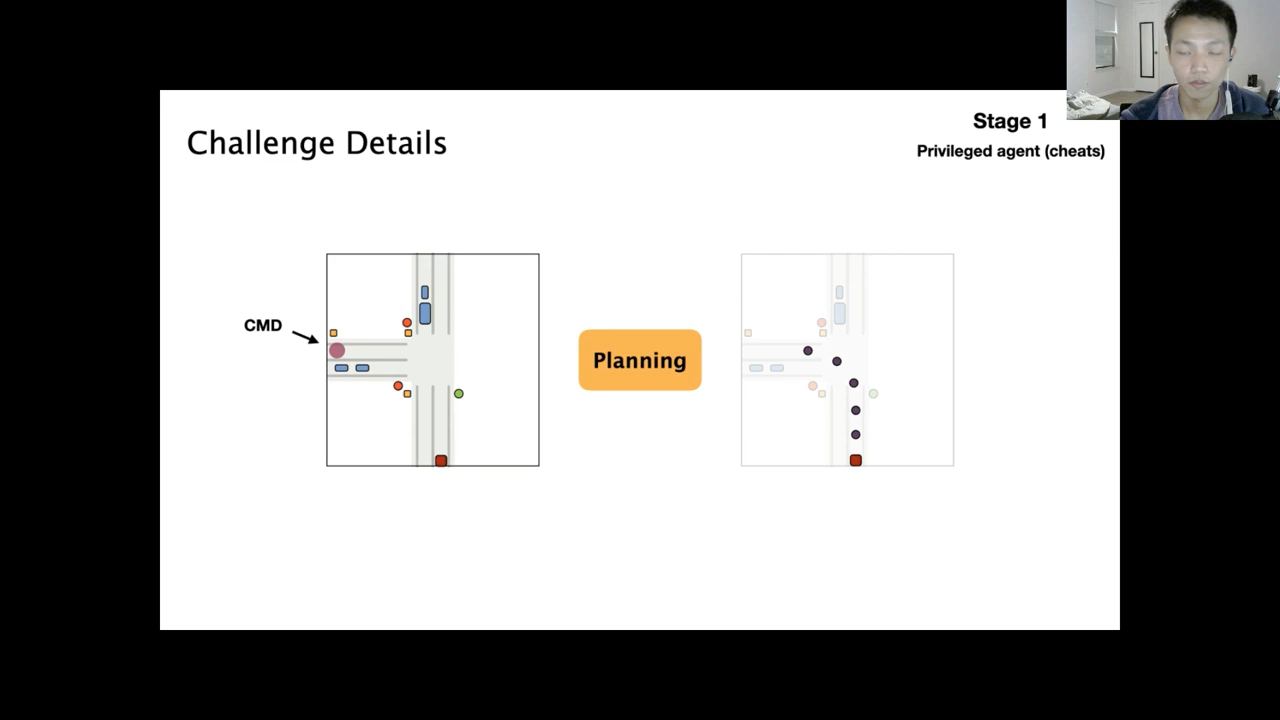 Stage 1
Challenge Details
Privileged agent (cheats)
CMD
Planning